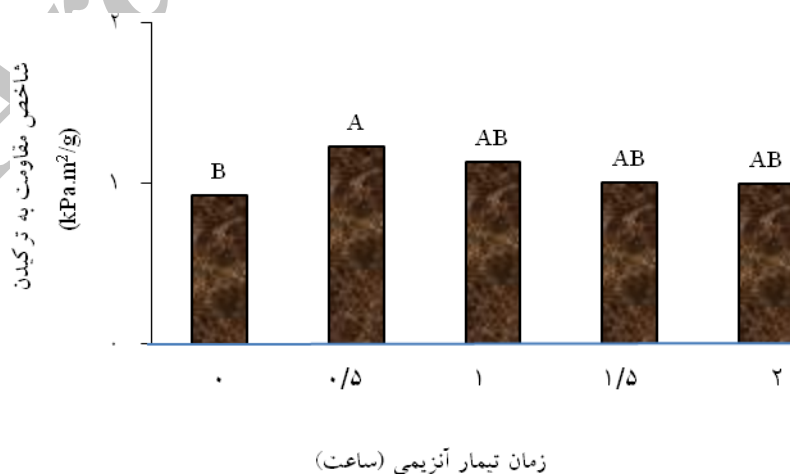 ۲
۱
۰
شاخص مقاومت به ترکیدن
(kPa.m²/g)
B
A
AB
AB
AB
۰
۰/۵
۱
۱/۵
۲
زمان تیمار آنزیمی (ساعت)